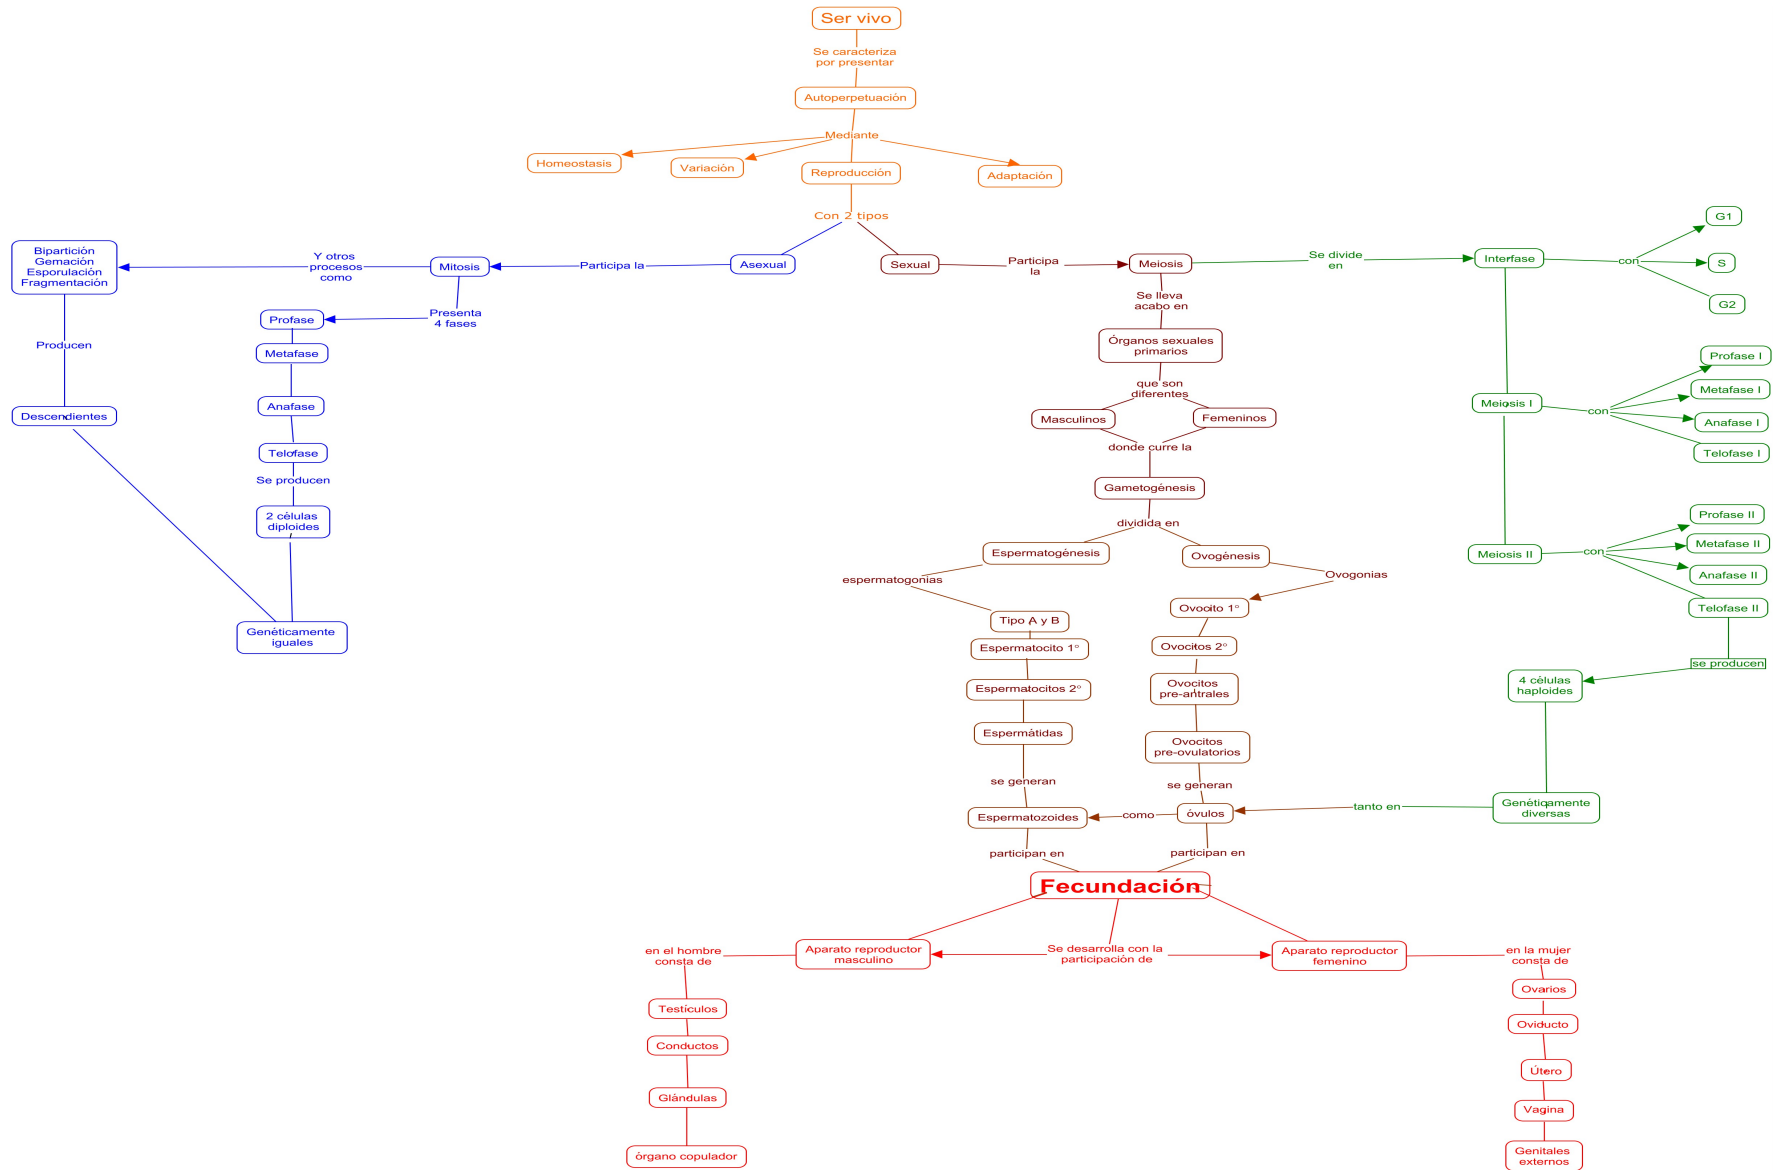 Ser vivo
Se caracteriza
por presentar
Autoperpetuación
Mediante
Homeostasis
Variación
Reproducción
Adaptación
Con 2 tipos
Asexual
Participa la
Mitosis
Y otros
procesos
como
Bipartición
Gemación
Esporulación
Fragmentación
Producen
Descendientes
Presenta
4 fases
Profase
Metafase
Anafase
Telofase
Se producen
2 células
diploides
Genéticamente
iguales
Sexual
Participa
la
Meiosis
Se lleva
acabo en
Órganos sexuales
primarios
que son
diferentes
Masculinos
Femeninos
donde curre la
Gametogénesis
dividida en
Espermatogénesis
Ovogénesis
espermatogonias
Ovogonias
Tipo A y B
Espermatocito 1°
Espermatocitos 2°
Espermátidas
se generan
Espermatozoides
participan en
Ovocito 1°
Ovocitos 2°
Ovocitos
pre-antrales
Ovocitos
pre-ovulatorios
se generan
óvulos
como
participan en
Se divide
en
Interfase
con
G1
S
G2
Meiosis I
con
Profase I
Metafase I
Anafase I
Telofase I
Meiosis II
con
Profase II
Metafase II
Anafase II
Telofase II
se producen
4 células
haploides
Genéticamente
diversas
tanto en
Fecundación
Se desarrolla con la
participación de
Aparato reproductor
masculino
en el hombre
consta de
Testículos
Conductos
Glándulas
órgano copulador
Aparato reproductor
femenino
en la mujer
consta de
Ovarios
Oviducto
Útero
Vagina
Genitales
externos